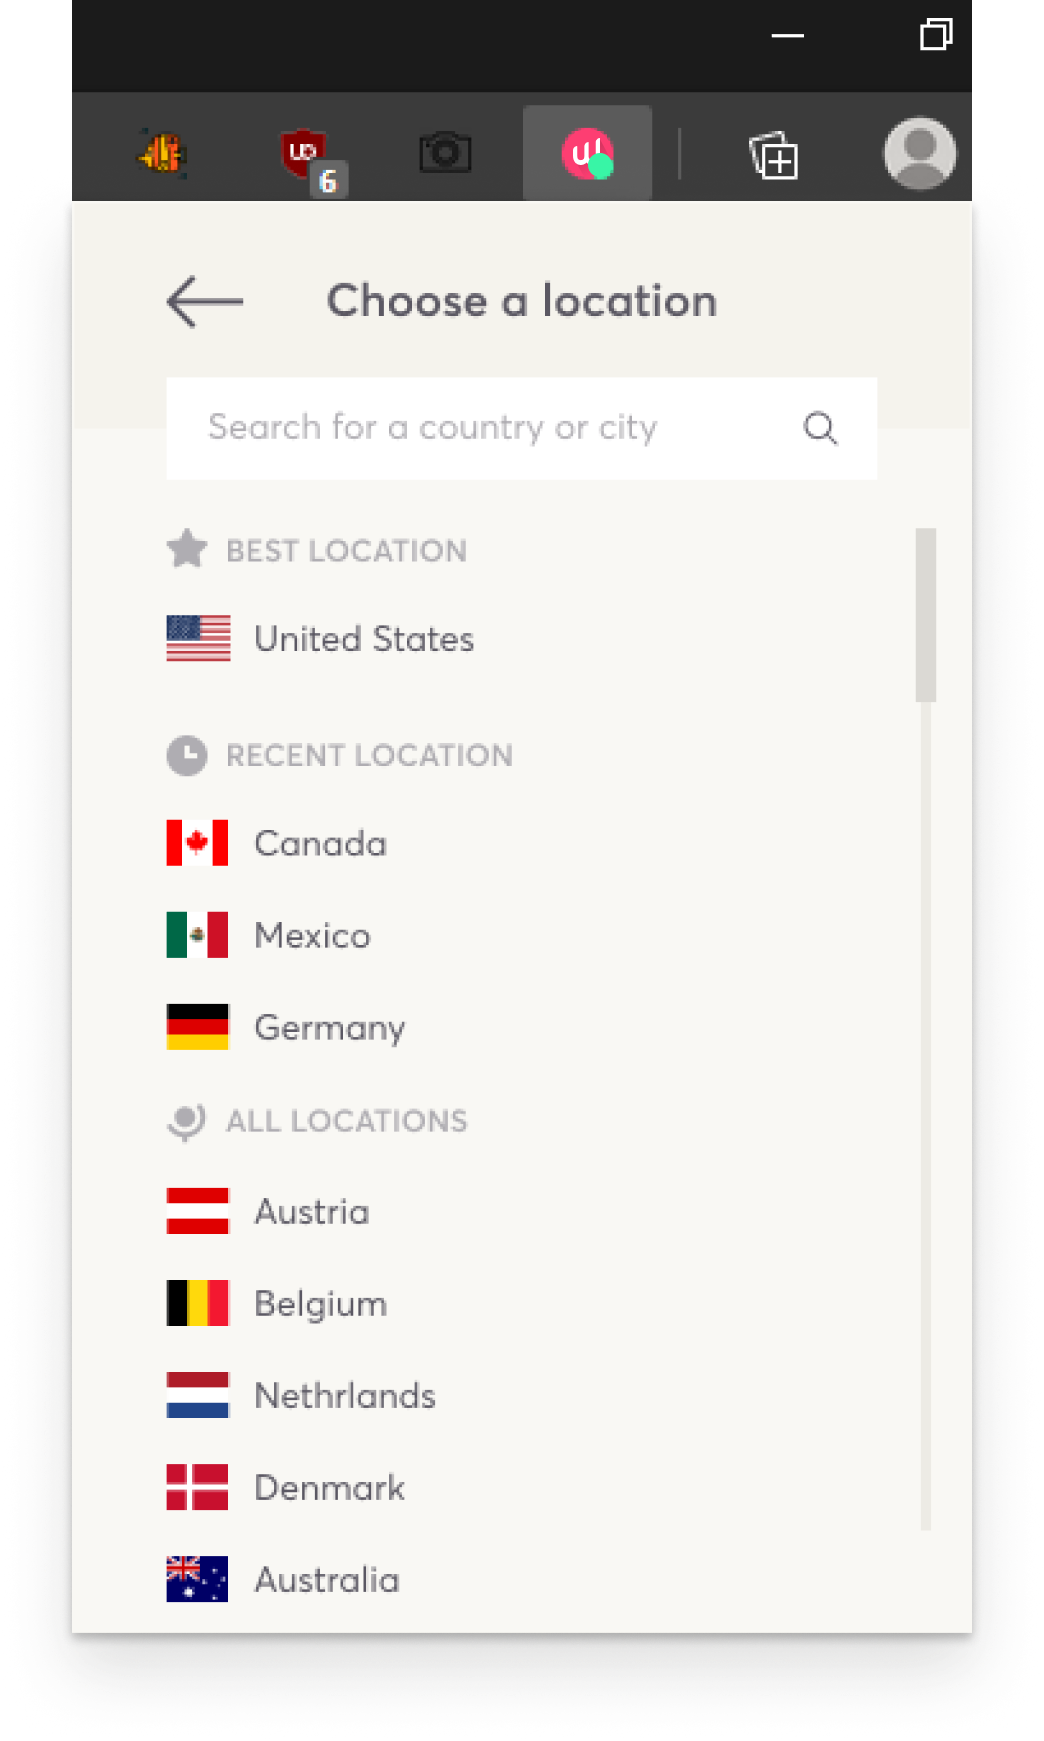 6
Choose a location
Search for a country or city
BEST LOCATION
United States
RECENT LOCATION
Canada
Mexico
Germany
ALL LOCATIONS
Austria
Belgium
Nethrlands
Denmark
Australia